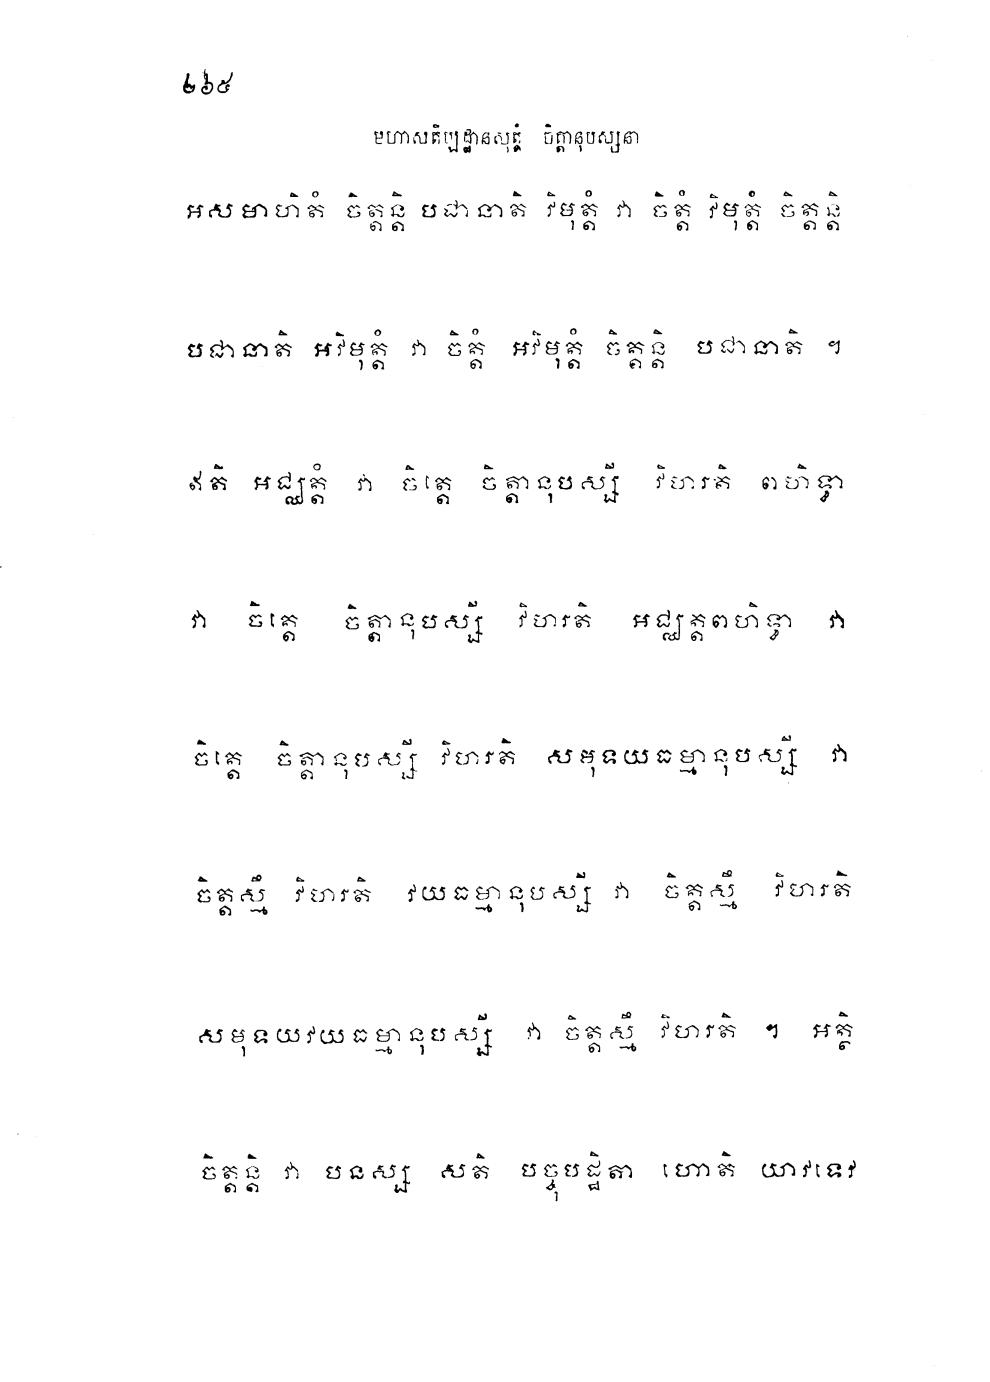 ២៦៥
មហាសតិប្បដ្ឋានសុត្តំ ចិត្តានុបស្សនា
អសមាហិតំ ចិត្តន្តិ បជានាតិ វិមុត្តំ វា ចិត្តំ វិមុត្តំ ចិត្តន្តិ
បជានាតិ អវិមុត្តំ វា ចិត្តំ អវិមុត្តំ ចិត្តន្តិ បជានាតិ ។
ឥតិ អជ្ឈត្តំ វា ចិត្តេ ចិត្តានុបស្សី វិហរតិ ពហិទ្ធា
វា ចិត្តេ ចិត្តានុបស្សី វិហរតិ អជ្ឈត្តពហិទ្ធា វា
ចិត្តេ ចិត្តានុបស្សី វិហរតិ សមុទយធម្មានុបស្សី វា
ចិត្តស្មឹ វិហរតិ វយធម្មានុបស្សី វា ចិត្តស្មឹ វិហរតិ
សមុទយវយធម្មានុបស្សី វា ចិត្តស្មឹ វិហរតិ ។ អត្ថិ
ចិត្តន្តិ វា បនស្ស សតិ បច្ចុបដ្ឋិតា ហោតិ យាវទេវ